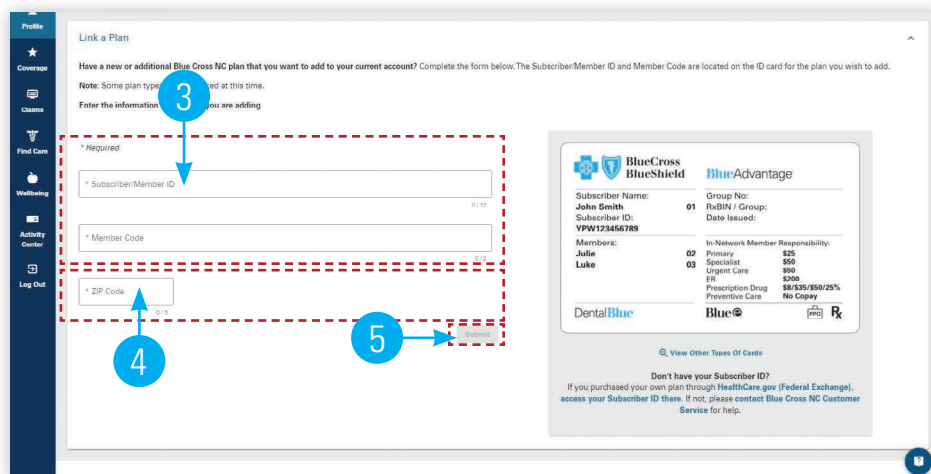 Profile
Coverage
Claims
Find Care
Wellbeing
Activity
Center
Log Out
Link a Plan
Have a new or additional Blue Cross NC plan that you want to add to your current account? Complete the form below. The Subscriber/Member ID and Member Code are located on the ID card for the plan you wish to add.
Note: Some plan type ed at this time.
Enter the information you are adding
3
* Required
* Subscriber/Member ID
* Member Code
0/2
* ZIP Code
0/5
4
5
Submit
BlueCross
BlueShield
BlueAdvantage
Subscriber Name:
John Smith 01
Subscriber ID:
YPW123456789
Group No:
RxBIN / Group:
Date Issued:
Members:
Julie 02
Luke 03
In-Network Member Responsibility:
Primary $25
Specialist $50
Urgent Care $50
ER $200
Prescription Drug $8/$35/$50/25%
Preventive Care No Copay
DentalBlue
Blue
PPO
Rx
View Other Types Of Cards
Don't have your Subscriber ID?
If you purchased your own plan through HealthCare.gov (Federal Exchange),
access your Subscriber ID there. If not, please contact Blue Cross NC Customer
Service for help.